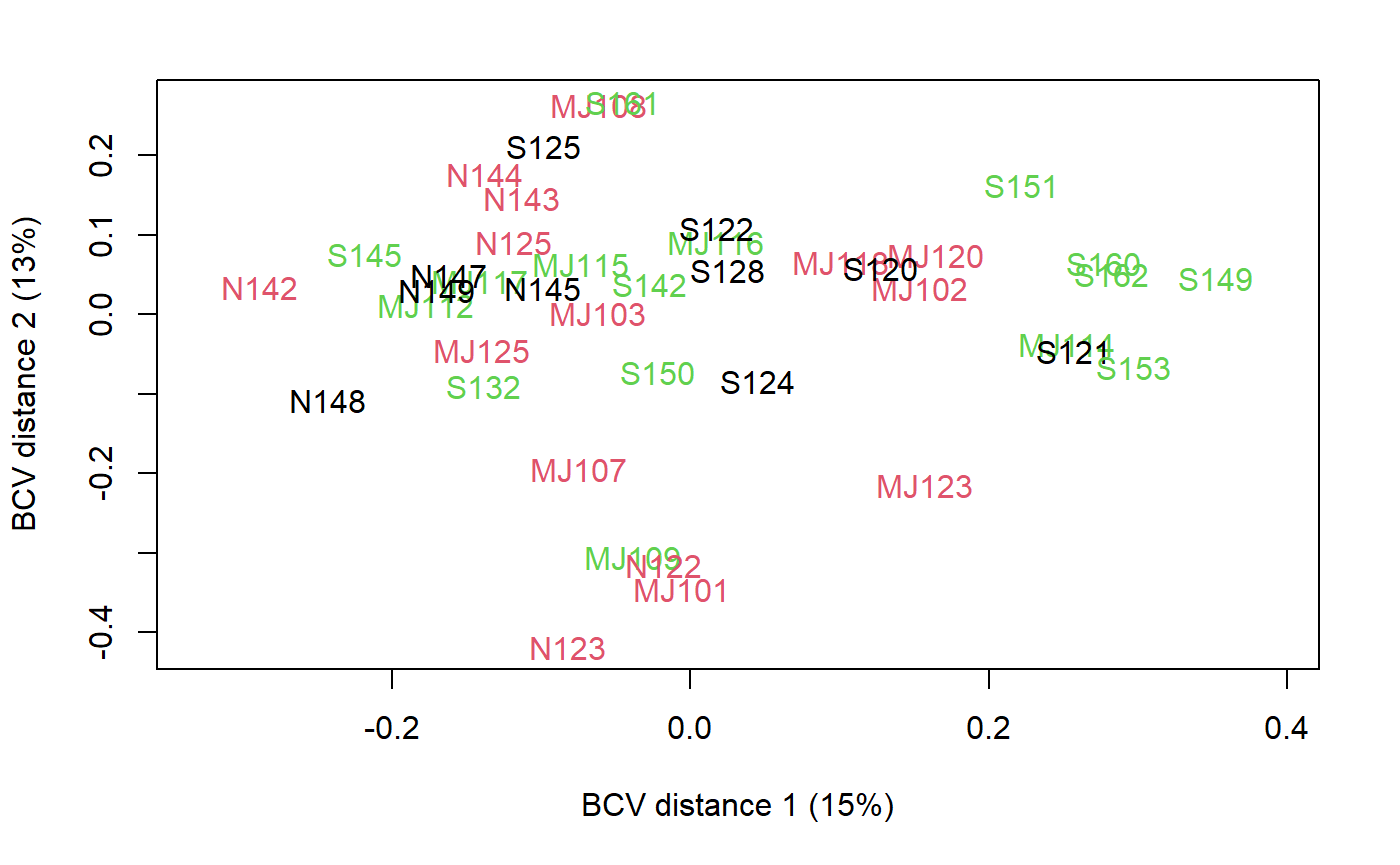 MJ108 S161
S125
N144
N143
S151
S122
N125 MJ116
S145 MJ115 S128 MJ113 S120 MJ120 S160
N142 N147 MJ117 N145 S142 MJ102 S162 S149
N149
MJ112 MJ103
MJ125 MJ114 S121
S132 S150 S124 S153
N148
MJ107 MJ123
MJ109 N122
MJ101
N123
0.2
0.1
0.0
-0.2
-0.4
BCV distance 2 (13%)
-0.2 0.0 0.2 0.4
BCV distance 1 (15%)